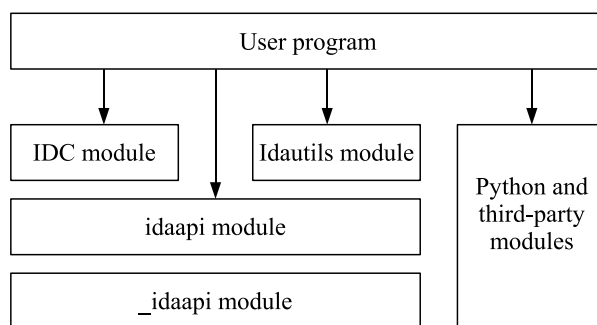 User program
IDC module
Idautils module
idaapi module
_idaapi module
Python and
third-party
modules